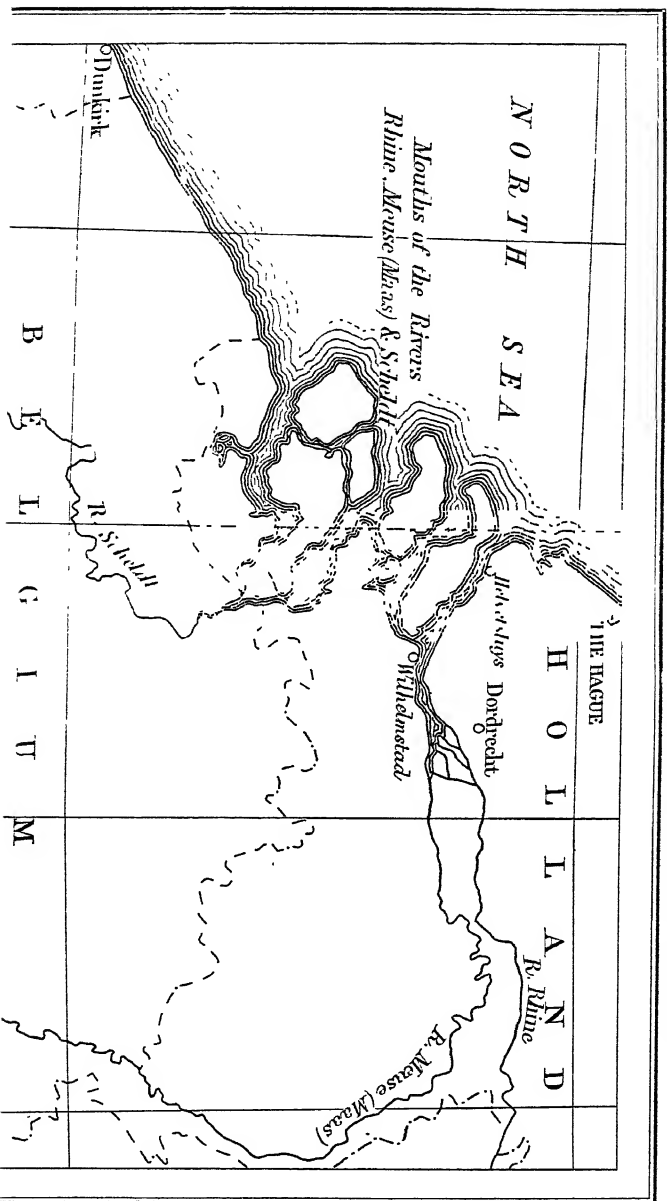 NORTH SEA
Mouths of the Rivers
Rhine, Meuse (Maas) & Scheldt
Dunkirk
THE HAGUE
HOLLAND
Dordrecht
Wilhelmstad
R. Rhine
R. Scheldt
BELGIUM
R. Meuse (Maas)